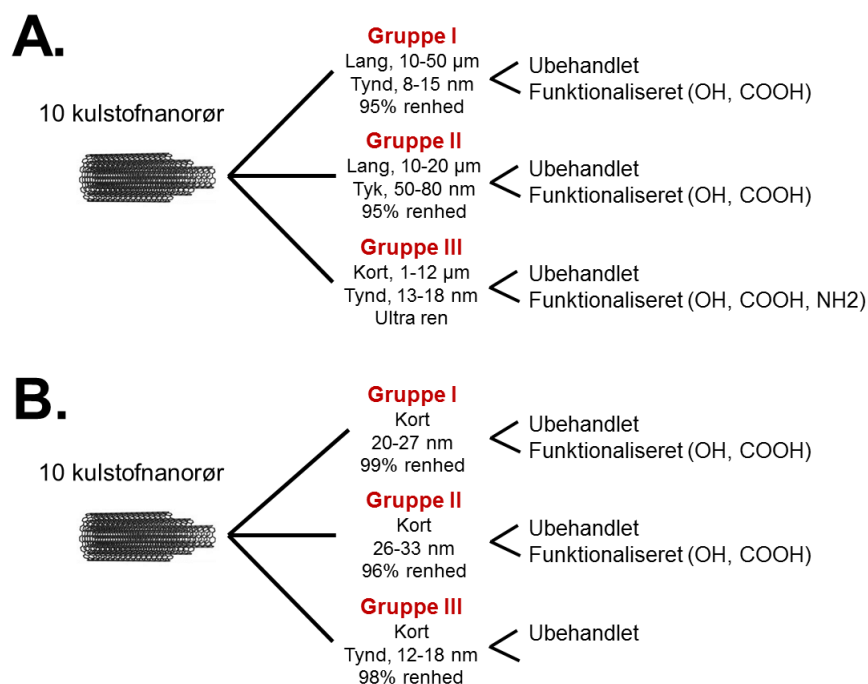 A.
10 kulstofnanorør
Gruppe I
Lang, 10-50 µm
Tynd, 8-15 nm
95% renhed
Ubehandlet
Funktionaliseret (OH, COOH)
Gruppe II
Lang, 10-20 µm
Tyk, 50-80 nm
95% renhed
Ubehandlet
Funktionaliseret (OH, COOH)
Gruppe III
Kort, 1-12 µm
Tynd, 13-18 nm
Ultra ren
Ubehandlet
Funktionaliseret (OH, COOH, NH2)
B.
10 kulstofnanorør
Gruppe I
Kort
20-27 nm
99% renhed
Ubehandlet
Funktionaliseret (OH, COOH)
Gruppe II
Kort
26-33 nm
96% renhed
Ubehandlet
Funktionaliseret (OH, COOH)
Gruppe III
Kort
Tynd, 12-18 nm
98% renhed
Ubehandlet